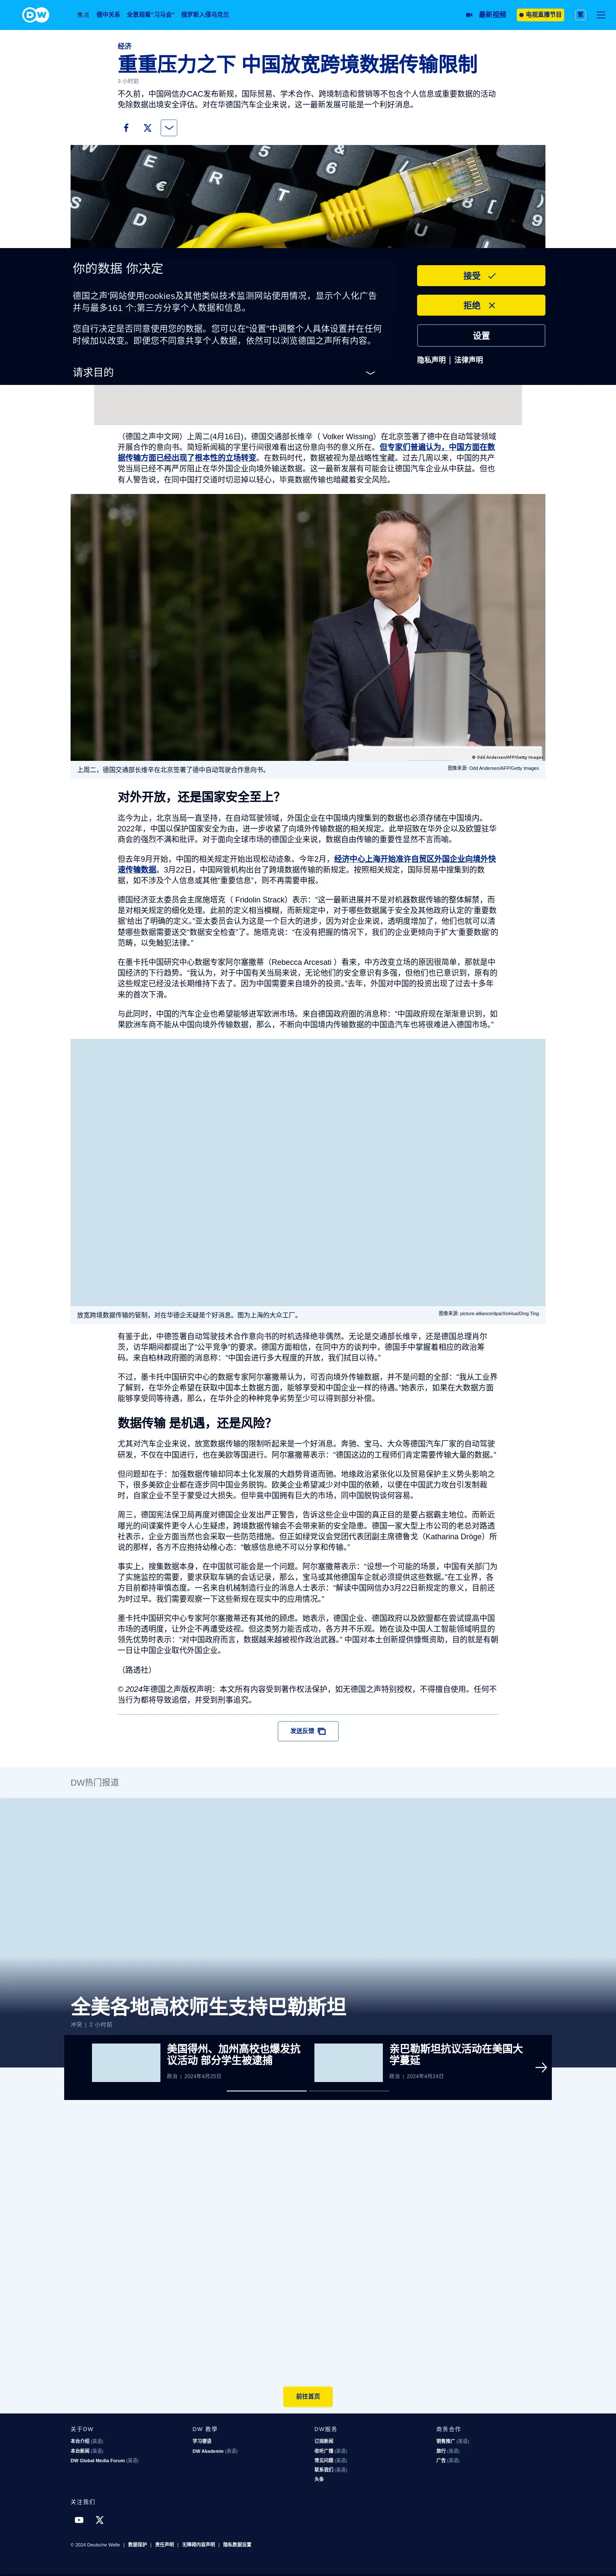 DW
焦点 德中关系 全景观看“习马会” 俄罗斯入侵乌克兰
最新视频
电视直播节目
繁
经济
重重压力之下 中国放宽跨境数据传输限制
3 小时前
不久前，中国网信办CAC发布新规，国际贸易、学术合作、跨境制造和营销等不包含个人信息或重要数据的活动
免除数据出境安全评估。对在华德国汽车企业来说，这一最新发展可能是一个利好消息。
你的数据 你决定
德国之声'网站使用cookies及其他类似技术监测网站使用情况，显示个人化广告
并与最多161 个;第三方分享个人数据和信息。
您自行决定是否同意使用您的数据。您可以在“设置”中调整个人具体设置并在任何
时候加以改变。即便您不同意共享个人数据，依然可以浏览德国之声所有内容。
请求目的
接受
拒绝
设置
隐私声明 | 法律声明
（德国之声中文网）上周二(4月16日)，德国交通部长维辛（ Volker Wissing）在北京签署了德中在自动驾驶领域
开展合作的意向书。简短新闻稿的字里行间很难看出这份意向书的意义所在。但专家们普遍认为，中国方面在数
据传输方面已经出现了根本性的立场转变。在数码时代，数据被视为是战略性宝藏。过去几周以来，中国的共产
党当局已经不再严厉阻止在华外国企业向境外输送数据。这一最新发展有可能会让德国汽车企业从中获益。但也
有人警告说，在同中国打交道时切忌掉以轻心，毕竟数据传输也暗藏着安全风险。
© Odd Andersen/AFP/Getty Images
上周二，德国交通部长维辛在北京签署了德中自动驾驶合作意向书。
图像来源: Odd Andersen/AFP/Getty Images
对外开放，还是国家安全至上？
迄今为止，北京当局一直坚持，在自动驾驶领域，外国企业在中国境内搜集到的数据也必须存储在中国境内。
2022年，中国以保护国家安全为由，进一步收紧了向境外传输数据的相关规定。此举招致在华外企以及欧盟驻华
商会的强烈不满和批评。对于面向全球市场的德国企业来说，数据自由传输的重要性显然不言而喻。
但去年9月开始，中国的相关规定开始出现松动迹象。今年2月，经济中心上海开始准许自贸区外国企业向境外快
速传输数据。3月22日，中国网管机构出台了跨境数据传输的新规定。按照相关规定，国际贸易中搜集到的数
据，如不涉及个人信息或其他“重要信息”，则不再需要申报。
德国经济亚太委员会主席施塔克（ Fridolin Strack）表示：“这一最新进展并不是对机器数据传输的整体解禁，而
是对相关规定的细化处理。此前的定义相当模糊，而新规定中，对于哪些数据属于安全及其他政府认定的‘重要数
据’给出了明确的定义。”亚太委员会认为这是一个巨大的进步，因为对企业来说，透明度增加了，他们也就可以清
楚哪些数据需要送交“数据安全检查”了。施塔克说：“在没有把握的情况下，我们的企业更倾向于扩大‘重要数据’的
范畴，以免触犯法律。”
在墨卡托中国研究中心数据专家阿尔塞撒蒂（Rebecca Arcesati ）看来，中方改变立场的原因很简单，那就是中
国经济的下行趋势。“我认为，对于中国有关当局来说，无论他们的安全意识有多强，但他们也已意识到，原有的
这些规定已经没法长期维持下去了。因为中国需要来自境外的投资。”去年，外国对中国的投资出现了过去十多年
来的首次下滑。
与此同时，中国的汽车企业也希望能够进军欧洲市场。来自德国政府圈的消息称：“中国政府现在渐渐意识到，如
果欧洲车商不能从中国向境外传输数据，那么，不断向中国境内传输数据的中国造汽车也将很难进入德国市场。”
放宽跨境数据传输的管制，对在华德企无疑是个好消息。图为上海的大众工厂。
图像来源: picture-alliance/dpa/XinHua/Ding Ting
有鉴于此，中德签署自动驾驶技术合作意向书的时机选择绝非偶然。无论是交通部长维辛，还是德国总理肖尔
茨，访华期间都提出了“公平竞争”的要求。德国方面相信，在同中方的谈判中，德国手中掌握着相应的政治筹
码。来自柏林政府圈的消息称：“中国会进行多大程度的开放，我们拭目以待。”
不过，墨卡托中国研究中心的数据专家阿尔塞撒蒂认为，可否向境外传输数据，并不是问题的全部：“我从工业界
了解到，在华外企希望在获取中国本土数据方面，能够享受和中国企业一样的待遇。”她表示，如果在大数据方面
能够享受同等待遇，那么，在华外企的种种竞争劣势至少可以得到部分补偿。
数据传输 是机遇，还是风险？
尤其对汽车企业来说，放宽数据传输的限制听起来是一个好消息。奔驰、宝马、大众等德国汽车厂家的自动驾驶
研发，不仅在中国进行，也在美欧等国进行。阿尔塞撒蒂表示：“德国这边的工程师们肯定需要传输大量的数据。”
但问题却在于：加强数据传输却同本土化发展的大趋势背道而驰。地缘政治紧张化以及贸易保护主义势头影响之
下，很多美欧企业都在逐步同中国业务脱钩。欧美企业希望减少对中国的依赖，以便在中国武力攻台引发制裁
时，自家企业不至于蒙受过大损失。但毕竟中国拥有巨大的市场，同中国脱钩谈何容易。
周三，德国宪法保卫局再度对德国企业发出严正警告，告诉这些企业中国的真正目的是要占据霸主地位。而新近
曝光的间谍案件更令人心生疑虑，跨境数据传输会不会带来新的安全隐患。德国一家大型上市公司的老总对路透
社表示，企业方面当然也会采取一些防范措施。但正如绿党议会党团代表团副主席德鲁戈（Katharina Dröge）所
说的那样，各方不应抱持幼稚心态：“敏感信息绝不可以分享和传输。”
事实上，搜集数据本身，在中国就可能会是一个问题。阿尔塞撒蒂表示：“设想一个可能的场景，中国有关部门为
了实施监控的需要，要求获取车辆的会话记录，那么，宝马或其他德国车企就必须提供这些数据。”在工业界，各
方目前都持审慎态度。一名来自机械制造行业的消息人士表示：“解读中国网信办3月22日新规定的意义，目前还
为时过早。我们需要观察一下这些新规在现实中的应用情况。”
墨卡托中国研究中心专家阿尔塞撒蒂还有其他的顾虑。她表示，德国企业、德国政府以及欧盟都在尝试提高中国
市场的透明度，让外企不再遭受歧视。但这类努力能否成功，各方并不乐观。她在谈及中国人工智能领域明显的
领先优势时表示：“对中国政府而言，数据越来越被视作政治武器。” 中国对本土创新提供慷慨资助，目的就是有朝
一日让中国企业取代外国企业。
（路透社）
© 2024年德国之声版权声明：本文所有内容受到著作权法保护，如无德国之声特别授权，不得擅自使用。任何不
当行为都将导致追偿，并受到刑事追究。
发送反馈
DW热门报道
全美各地高校师生支持巴勒斯坦
冲突 | 2 小时前
美国得州、加州高校也爆发抗
议活动 部分学生被逮捕
政治 | 2024年4月25日
亲巴勒斯坦抗议活动在美国大
学蔓延
政治 | 2024年4月24日
前往首页
关于DW
本台介绍 (英语)
本台新闻 (英语)
DW Global Media Forum (英语)
DW 教學
学习德语
DW Akademie (英语)
DW服务
订阅新闻
收听广播 (英语)
常见问题 (英语)
联系我们 (英语)
头条
商务合作
销售推广 (英语)
旅行 (英语)
广告 (英语)
关注我们
© 2024 Deutsche Welle | 数据保护 | 责任声明 | 无障碍内容声明 | 隐私数据设置